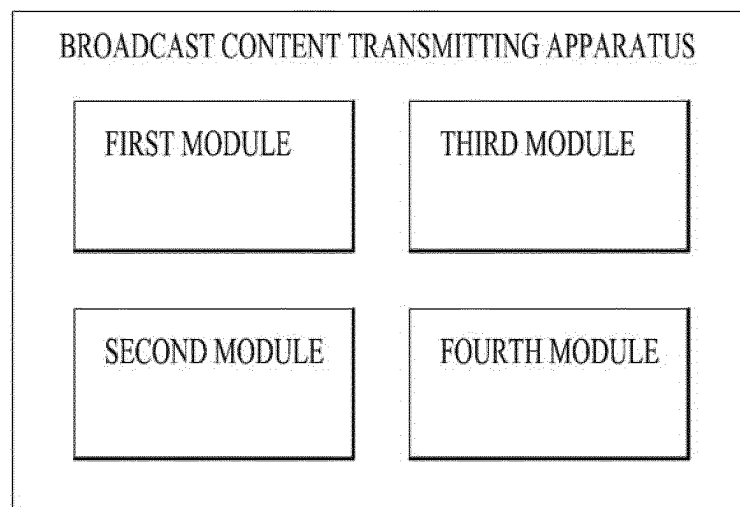 BROADCAST CONTENT TRANSMITTING APPARATUS
FIRST MODULE
THIRD MODULE
SECOND MODULE
FOURTH MODULE